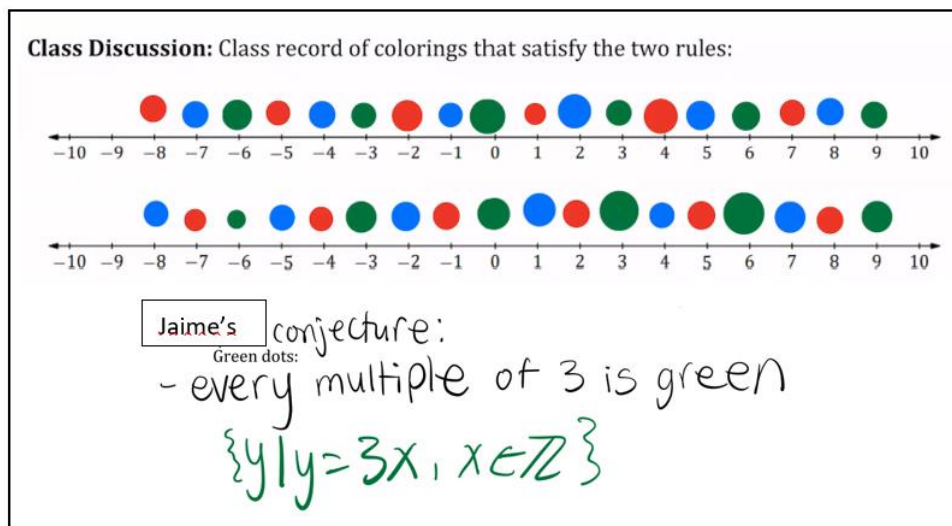 Class Discussion: Class record of colorings that satisfy the two rules:
−10 −9 −8 −7 −6 −5 −4 −3 −2 −1 0 1 2 3 4 5 6 7 8 9 10
−10 −9 −8 −7 −6 −5 −4 −3 −2 −1 0 1 2 3 4 5 6 7 8 9 10
Jaime's conjecture:
Green dots:
- every multiple of 3 is green
{y|y=3x, x∈ℤ}